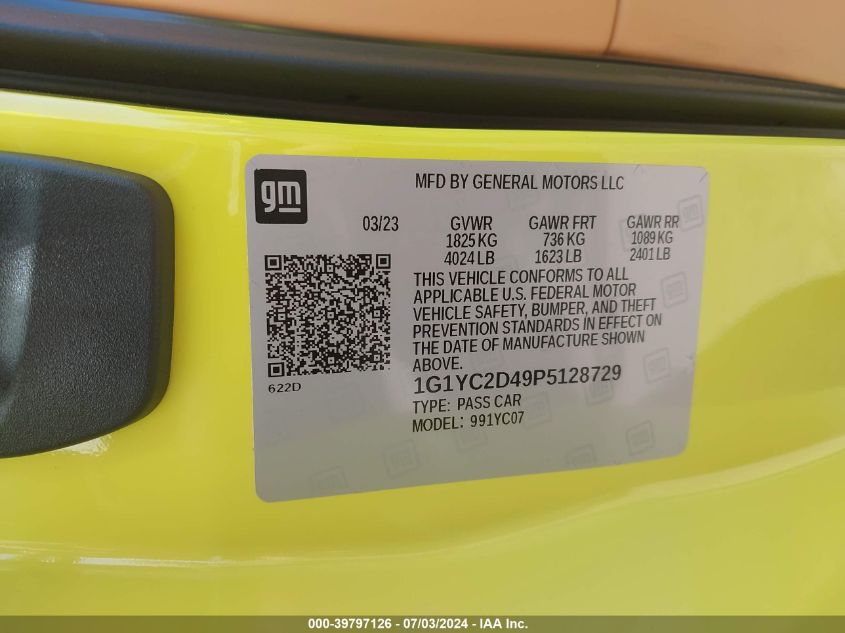 gm
MFD BY GENERAL MOTORS LLC
03/23 GVWR GAWR FRT GAWR RR
1825 KG 736 KG 1089 KG
4024 LB 1623 LB 2401 LB
THIS VEHICLE CONFORMS TO ALL
APPLICABLE U.S. FEDERAL MOTOR
VEHICLE SAFETY, BUMPER, AND THEFT
PREVENTION STANDARDS IN EFFECT ON
THE DATE OF MANUFACTURE SHOWN
ABOVE.
622D
1G1YC2D49P5128729
TYPE: PASS CAR
MODEL: 991YC07
000-39797126 - 07/03/2024 - IAA Inc.